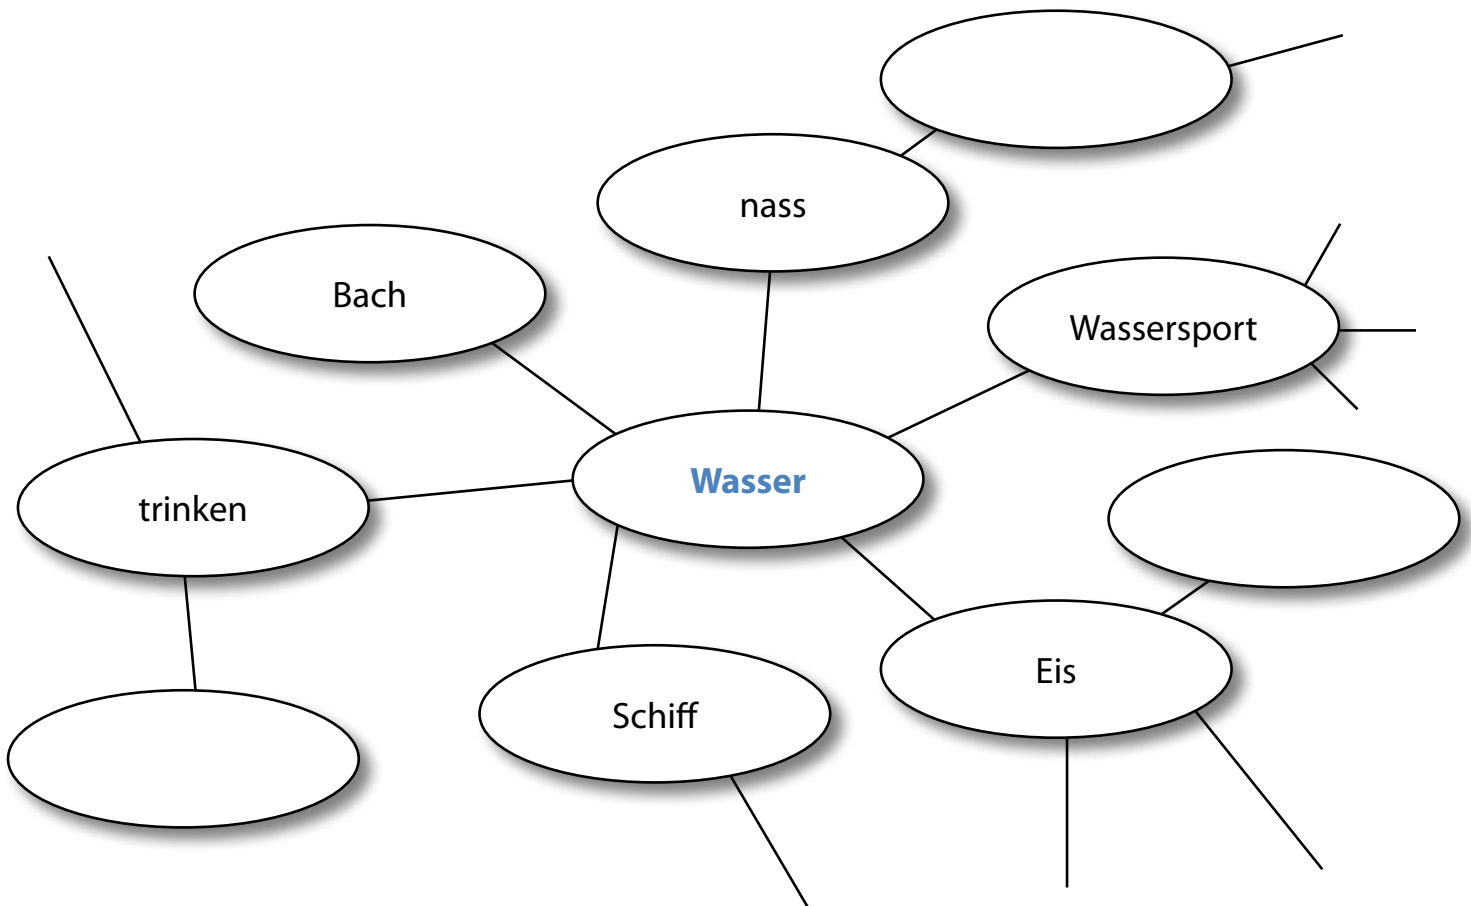 nass
Bach
Wassersport
Wasser
trinken
Eis
Schiff